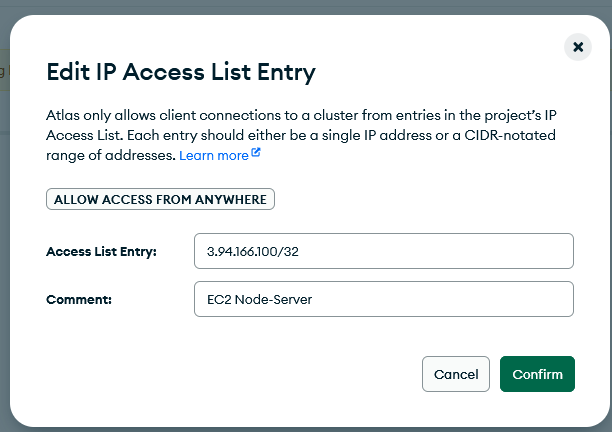 Edit IP Access List Entry
Atlas only allows client connections to a cluster from entries in the project's IP
Access List. Each entry should either be a single IP address or a CIDR-notated
range of addresses. Learn more
ALLOW ACCESS FROM ANYWHERE
Access List Entry: 3.94.166.100/32
Comment: EC2 Node-Server
Cancel Confirm